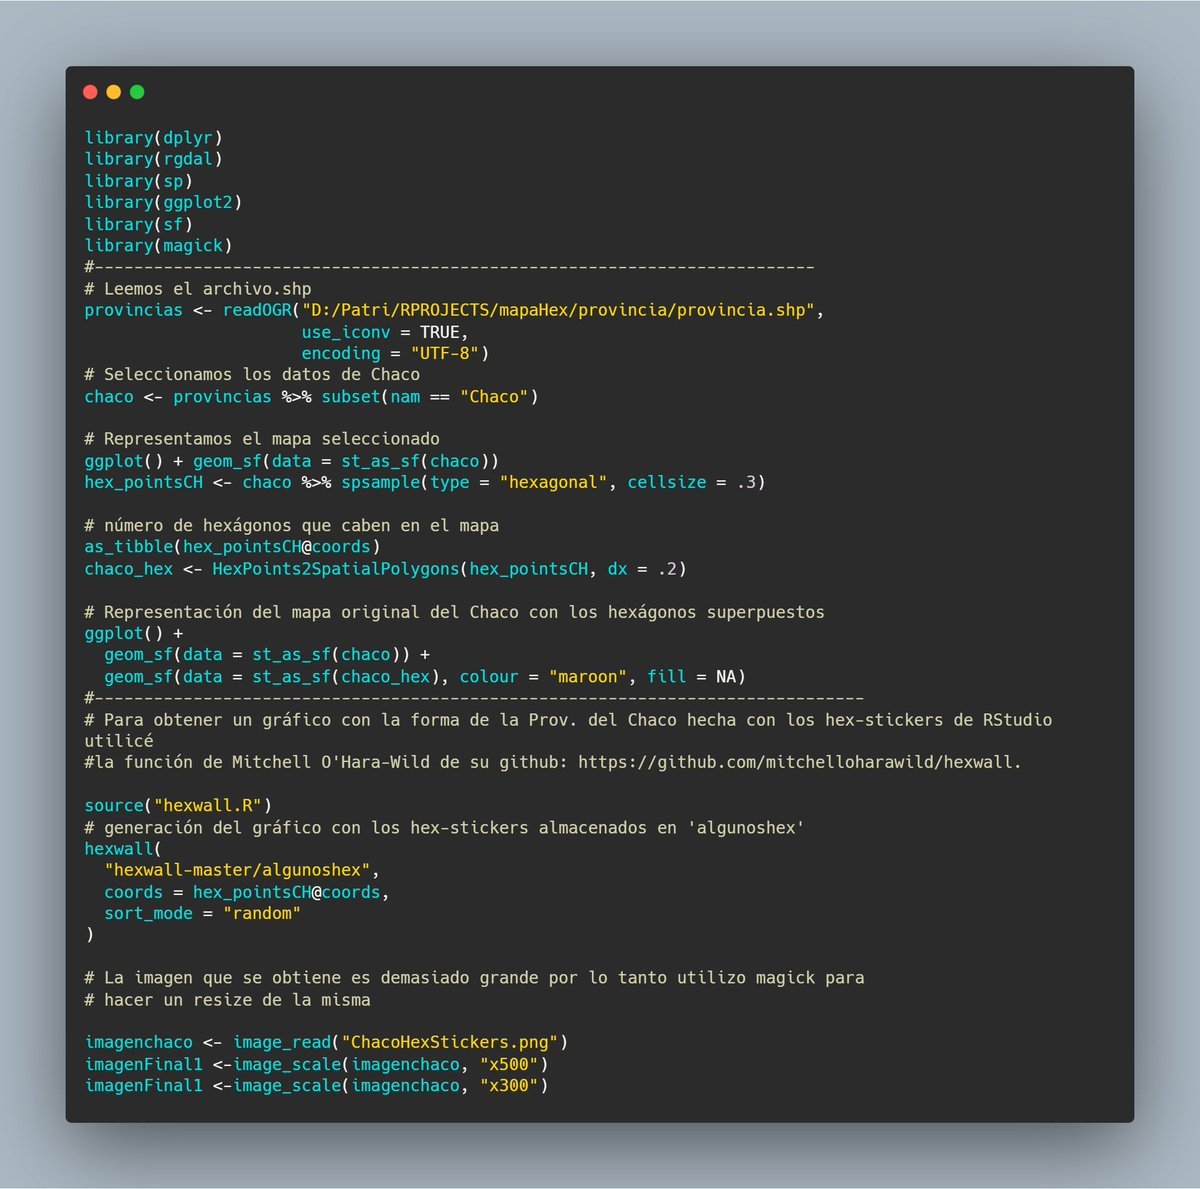 library(dplyr)
library(rgdal)
library(sp)
library(ggplot2)
library(sf)
library(magick)
#-------------------------------------------------------------------------
# Leemos el archivo.shp
provincias <- readOGR("D:/Patri/RPROJECTS/mapaHex/provincia/provincia.shp",
                      use_iconv = TRUE,
                      encoding = "UTF-8")
# Seleccionamos los datos de Chaco
chaco <- provincias %>% subset(nam == "Chaco")

# Representamos el mapa seleccionado
ggplot() + geom_sf(data = st_as_sf(chaco))
hex_pointsCH <- chaco %>% spsample(type = "hexagonal", cellsize = .3)

# número de hexágonos que caben en el mapa
as_tibble(hex_pointsCH@coords)
chaco_hex <- HexPoints2SpatialPolygons(hex_pointsCH, dx = .2)

# Representación del mapa original del Chaco con los hexágonos superpuestos
ggplot() +
  geom_sf(data = st_as_sf(chaco)) +
  geom_sf(data = st_as_sf(chaco_hex), colour = "maroon", fill = NA)
#------------------------------------------------------------------------------
# Para obtener un gráfico con la forma de la Prov. del Chaco hecha con los hex-stickers de RStudio
utilicé
#la función de Mitchell O'Hara-Wild de su github: https://github.com/mitchelloharawild/hexwall.

source("hexwall.R")
# generación del gráfico con los hex-stickers almacenados en 'algunoshex'
hexwall(
  "hexwall-master/algunoshex",
  coords = hex_pointsCH@coords,
  sort_mode = "random"
)

# La imagen que se obtiene es demasiado grande por lo tanto utilizo magick para
# hacer un resize de la misma

imagenchaco <- image_read("ChacoHexStickers.png")
imagenFinal1 <-image_scale(imagenchaco, "x500")
imagenFinal1 <-image_scale(imagenchaco, "x300")